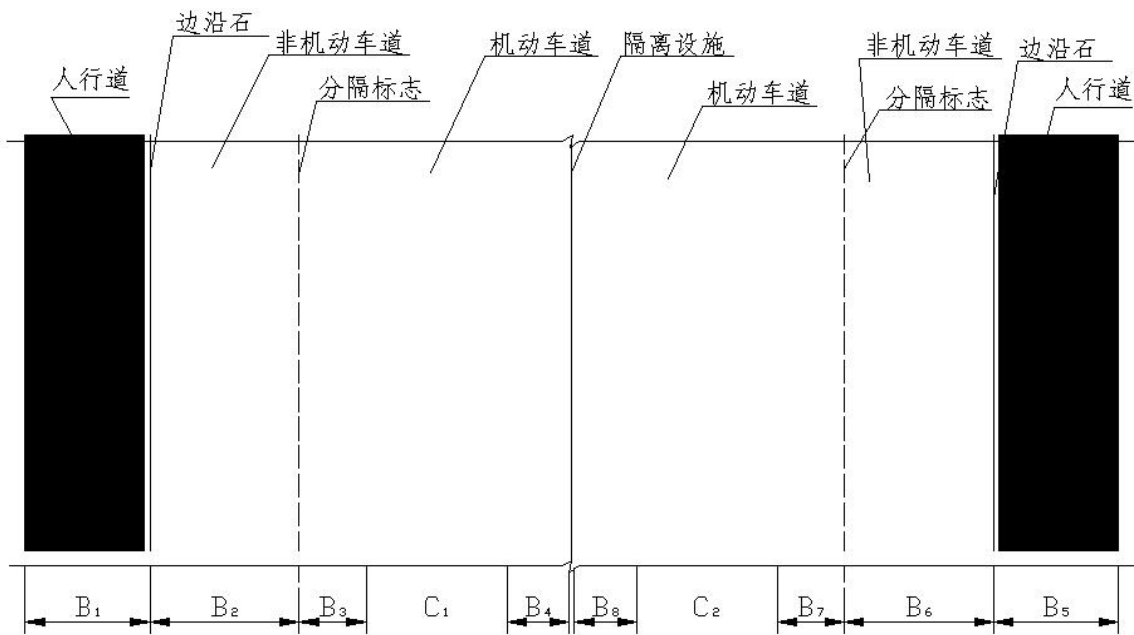 边沿石
非机动车道
机动车道
隔离设施
非机动车道
边沿石
人行道
分隔标志
机动车道
分隔标志
人行道
B₁ B₂ B₃ C₁ B₄ B₈ C₂ B₇ B₆ B₅